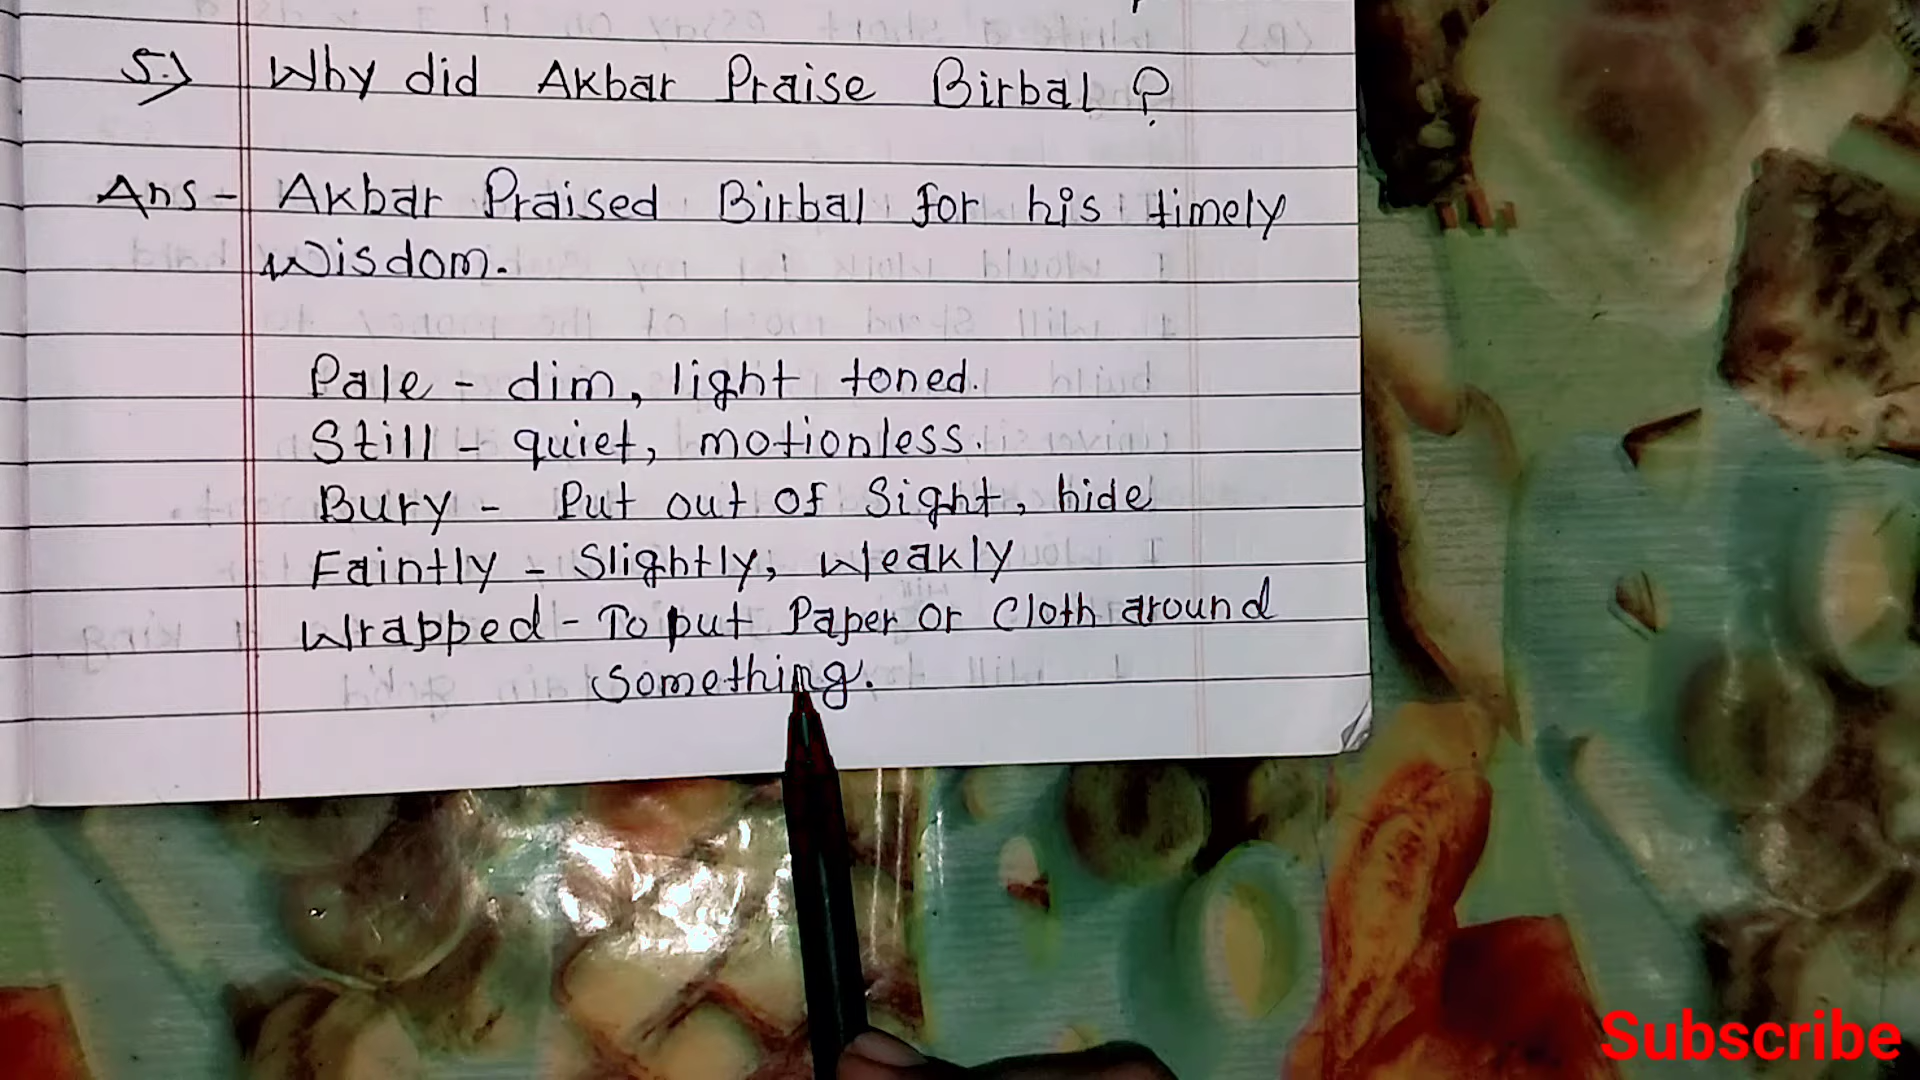 5.) Why did Akbar Praise Birbal ?
Ans - Akbar Praised Birbal for his timely
Wisdom.
Pale - dim, light toned.
Still - quiet, motionless.
Bury - Put out of Sight, hide
Faintly - Slightly, Weakly
Wrapped - To put Paper or Cloth around
Something.
Subscribe